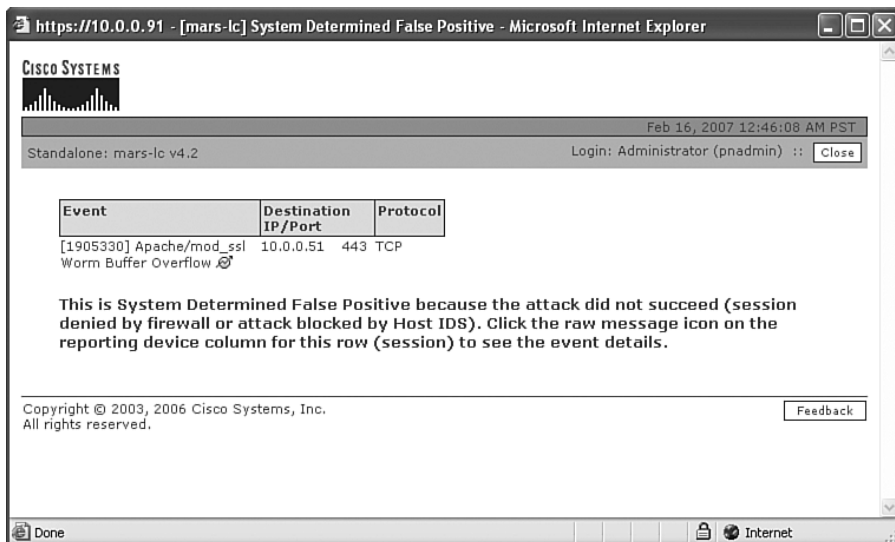 https://10.0.0.91 - [mars-lc] System Determined False Positive - Microsoft Internet Explorer
CISCO SYSTEMS
Feb 16, 2007 12:46:08 AM PST
Standalone: mars-lc v4.2
Login: Administrator (pnadmin) ::
Close
Event
Destination
IP/Port
Protocol
[1905330] Apache/mod_ssl
Worm Buffer Overflow
10.0.0.51 443 TCP
This is System Determined False Positive because the attack did not succeed (session
denied by firewall or attack blocked by Host IDS). Click the raw message icon on the
reporting device column for this row (session) to see the event details.
Copyright © 2003, 2006 Cisco Systems, Inc.
All rights reserved.
Feedback
Done
Internet